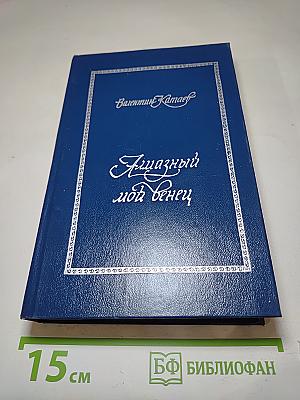 Валентин Катаев
Алмазный
мой венец
15 см
БФ БИБЛИОФАН